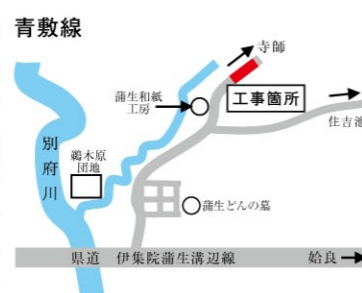 青敷線
寺師
蒲生和紙
工房
工事箇所
住吉池
別府川
鵜木原
団地
蒲生どんの墓
県道 伊集院蒲生溝辺線
姶良